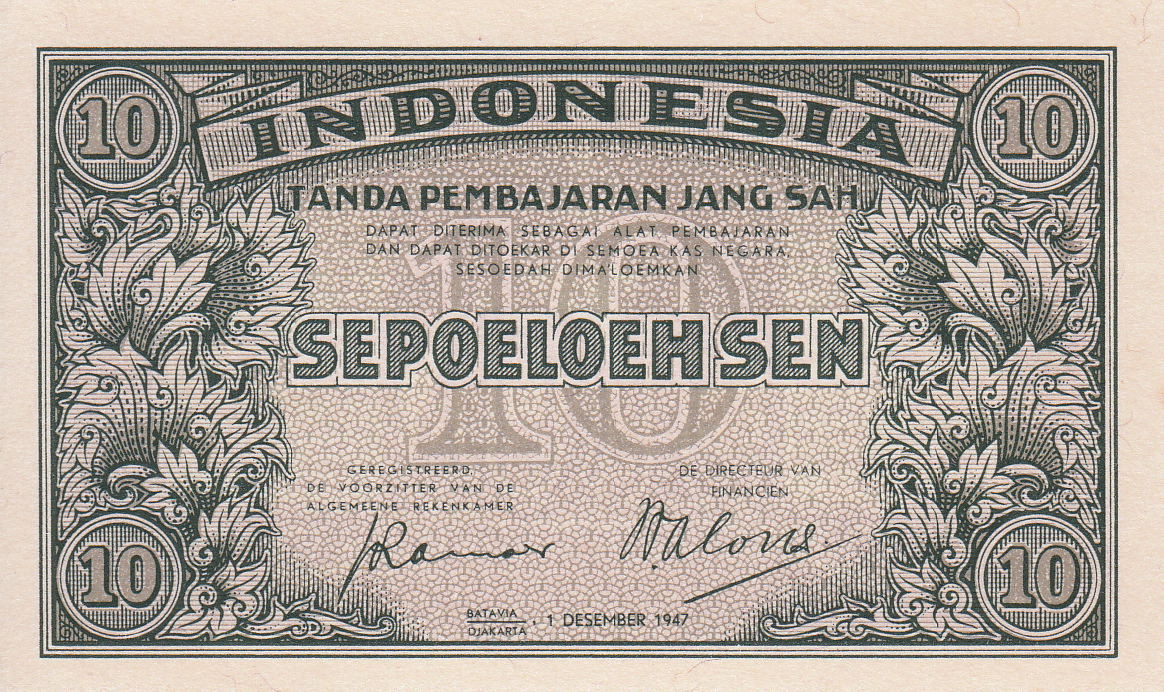 10 10
INDONESIA
TANDA PEMBAJARAN JANG SAH
DAPAT DITERIMA SEBAGAI ALAT PEMBAJARAN
DAN DAPAT DITOEKAR DI SEMOEA KAS NEGARA,
SESOEDAH DIMALOEMKAN
10
SEPOELOEH SEN
GEREGISTREERD,
DE VOORZITTER VAN DE
ALGEMEENE REKENKAMER
DE DIRECTEUR VAN
FINANCIEN
10 10
BATAVIA
DJAKARTA, 1 DESEMBER 1947